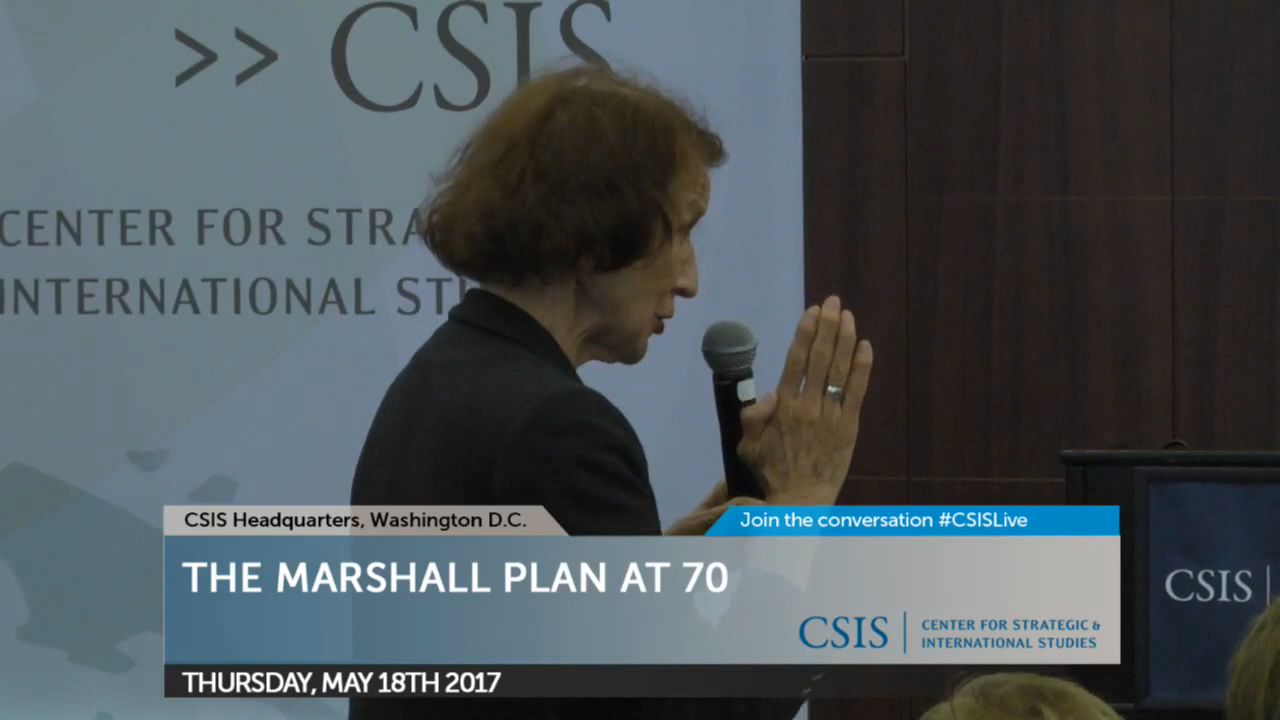 >> CSIS
CENTER FOR STRA
INTERNATIONAL ST
CSIS Headquarters, Washington D.C.
Join the conversation #CSISLive
THE MARSHALL PLAN AT 70
CSIS
CENTER FOR STRATEGIC &
INTERNATIONAL STUDIES
THURSDAY, MAY 18TH 2017
CSIS